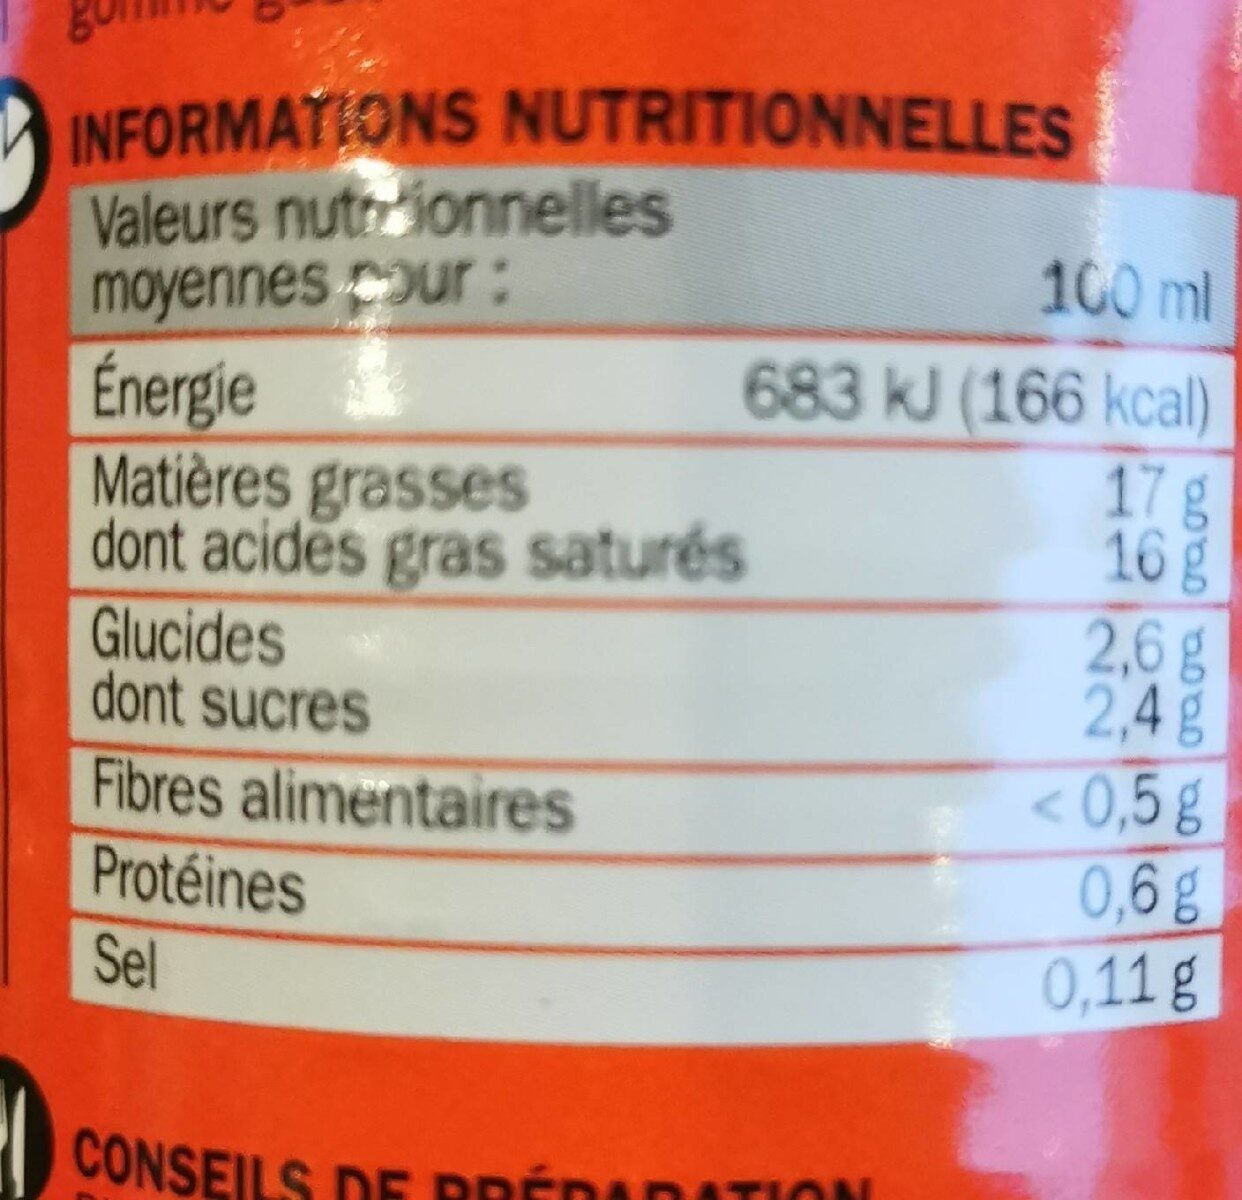 INFORMATIONS NUTRITIONNELLES
Valeurs nutritionnelles
moyennes pour : 100 ml
Énergie 683 kJ (166 kcal)
Matières grasses 17 g
dont acides gras saturés 16 g
Glucides 2,6 g
dont sucres 2,4 g
Fibres alimentaires < 0,5 g
Protéines 0,6 g
Sel 0,11 g
CONSEILS DE PRÉPARATION